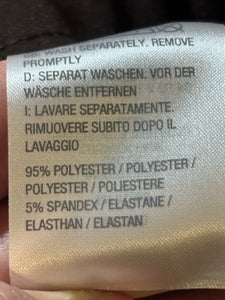 WASH SEPARATELY. REMOVE
PROMPTLY
D: SEPARAT WASCHEN. VOR DER
WÄSCHE ENTFERNEN
I: LAVARE SEPARATAMENTE.
RIMUOVERE SUBITO DOPO IL
LAVAGGIO
95% POLYESTER / POLYESTER /
POLYESTER / POLIESTERE
5% SPANDEX / ELASTANE /
ELASTHAN / ELASTAN